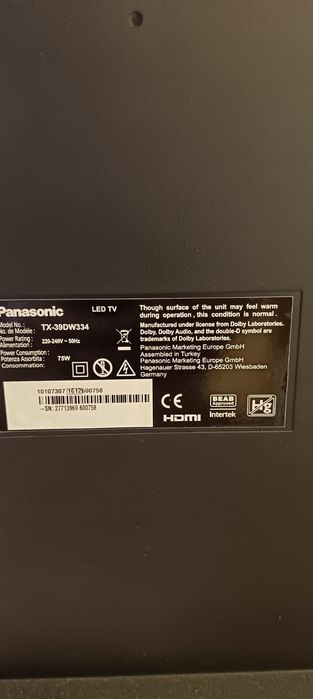 Panasonic
LED TV
Model No.:
No. de Modèle:
TX-39DW334
Power Rating:
Alimentation:
220-240V ~ 50Hz
Power Consumption:
Potenza Assorbita:
Consommation:
75W
Though surface of the unit may feel warm
during operation, this condition is normal.
Manufactured under license from Dolby Laboratories.
Dolby, Dolby Audio, and the double-D symbol are
trademarks of Dolby Laboratories.
Panasonic Marketing Europe GmbH
Assembled in Turkey
Panasonic Marketing Europe GmbH
Hagenauer Strasse 43, D-65203 Wiesbaden
Germany
10107307 1612 600758
SN: 27713969 600758
CE
HDMI
BEAB
Approved
Intertek
Hg